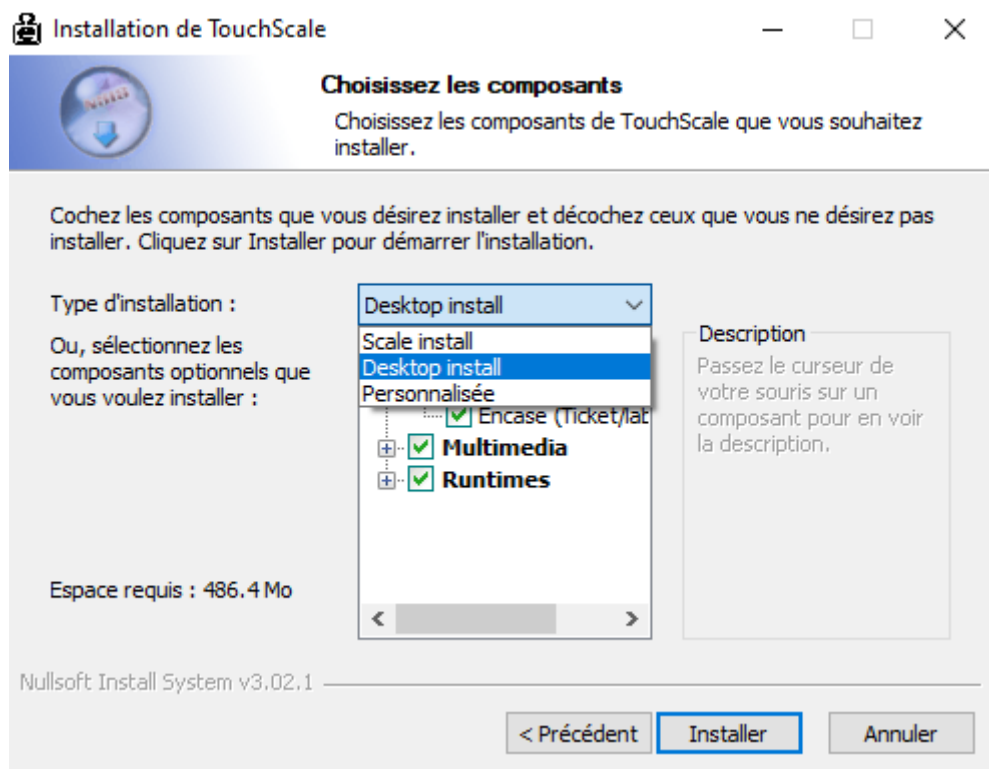 Installation de TouchScale
Choisissez les composants
Choisissez les composants de TouchScale que vous souhaitez
installer.
Cochez les composants que vous désirez installer et décochez ceux que vous ne désirez pas
installer. Cliquez sur Installer pour démarrer l'installation.
Type d'installation :
Desktop install
Scale install
Desktop install
Personnalisée
Ou, sélectionnez les
composants optionnels que
vous voulez installer :
Encase (Ticket/lab
Multimedia
Runtimes
Description
Passez le curseur de
votre souris sur un
composant pour en voir
la description.
Espace requis : 486.4 Mo
Nullsoft Install System v3.02.1
< Précédent
Installer
Annuler